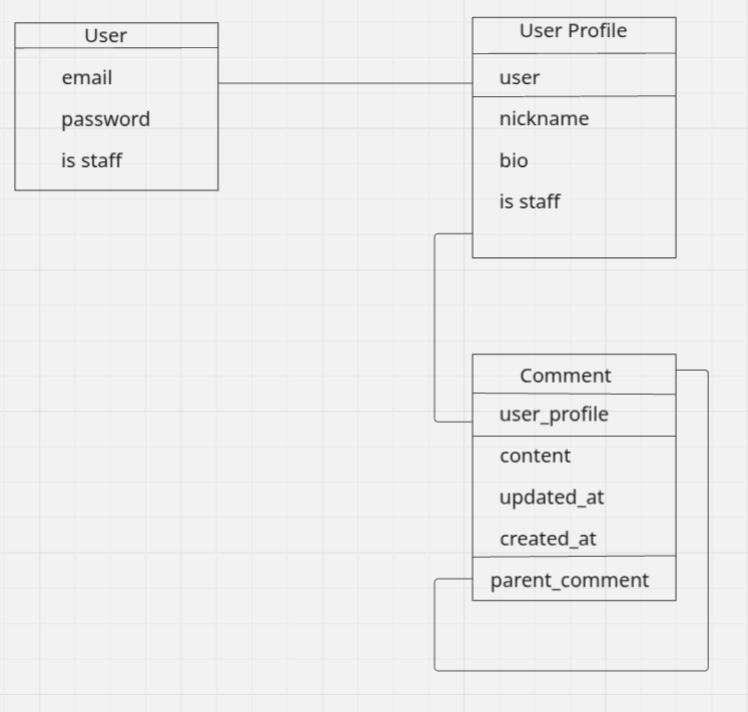 User
email
password
is staff
User Profile
user
nickname
bio
is staff
Comment
user_profile
content
updated_at
created_at
parent_comment